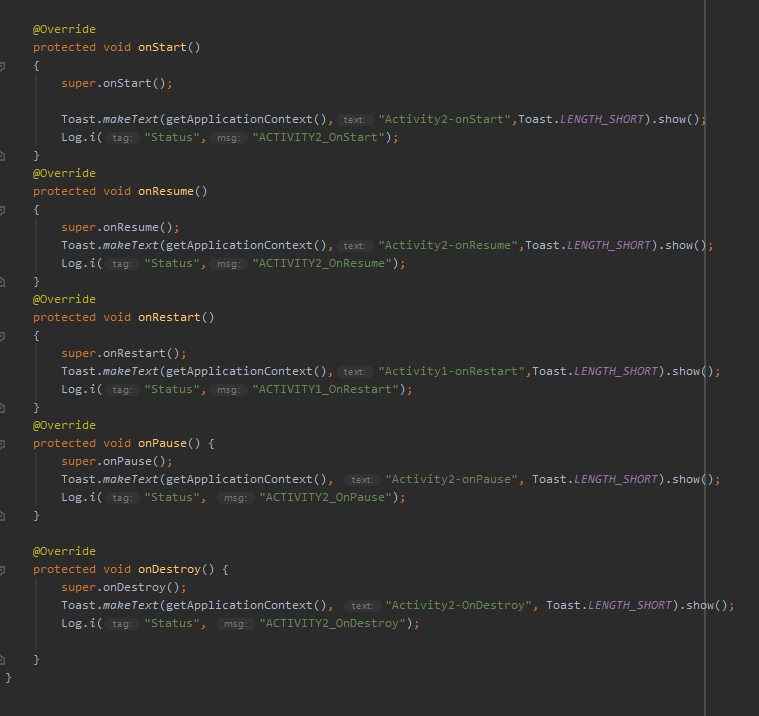 @Override
protected void onStart()
{
super.onStart();
Toast.makeText(getApplicationContext(), text: "Activity2-onStart",Toast.LENGTH_SHORT).show();
Log.i( tag: "Status", msg: "ACTIVITY2_OnStart");
}
@Override
protected void onResume()
{
super.onResume();
Toast.makeText(getApplicationContext(), text: "Activity2-onResume",Toast.LENGTH_SHORT).show();
Log.i( tag: "Status", msg: "ACTIVITY2_OnResume");
}
@Override
protected void onRestart()
{
super.onRestart();
Toast.makeText(getApplicationContext(), text: "Activity1-onRestart",Toast.LENGTH_SHORT).show();
Log.i( tag: "Status", msg: "ACTIVITY1_OnRestart");
}
@Override
protected void onPause() {
super.onPause();
Toast.makeText(getApplicationContext(), text: "Activity2-onPause", Toast.LENGTH_SHORT).show();
Log.i( tag: "Status", msg: "ACTIVITY2_OnPause");
}
@Override
protected void onDestroy() {
super.onDestroy();
Toast.makeText(getApplicationContext(), text: "Activity2-OnDestroy", Toast.LENGTH_SHORT).show();
Log.i( tag: "Status", msg: "ACTIVITY2_OnDestroy");
}
}